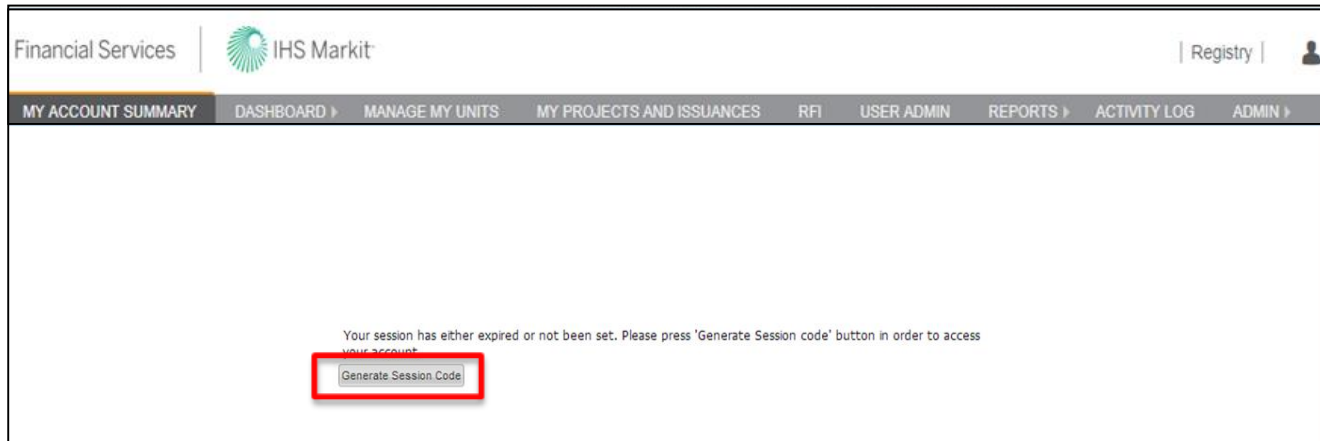 Financial Services | IHS Markit | Registry |
MY ACCOUNT SUMMARY DASHBOARD MANAGE MY UNITS MY PROJECTS AND ISSUANCES RFI USER ADMIN REPORTS ACTIVITY LOG ADMIN
Your session has either expired or not been set. Please press 'Generate Session code' button in order to access
your account
Generate Session Code